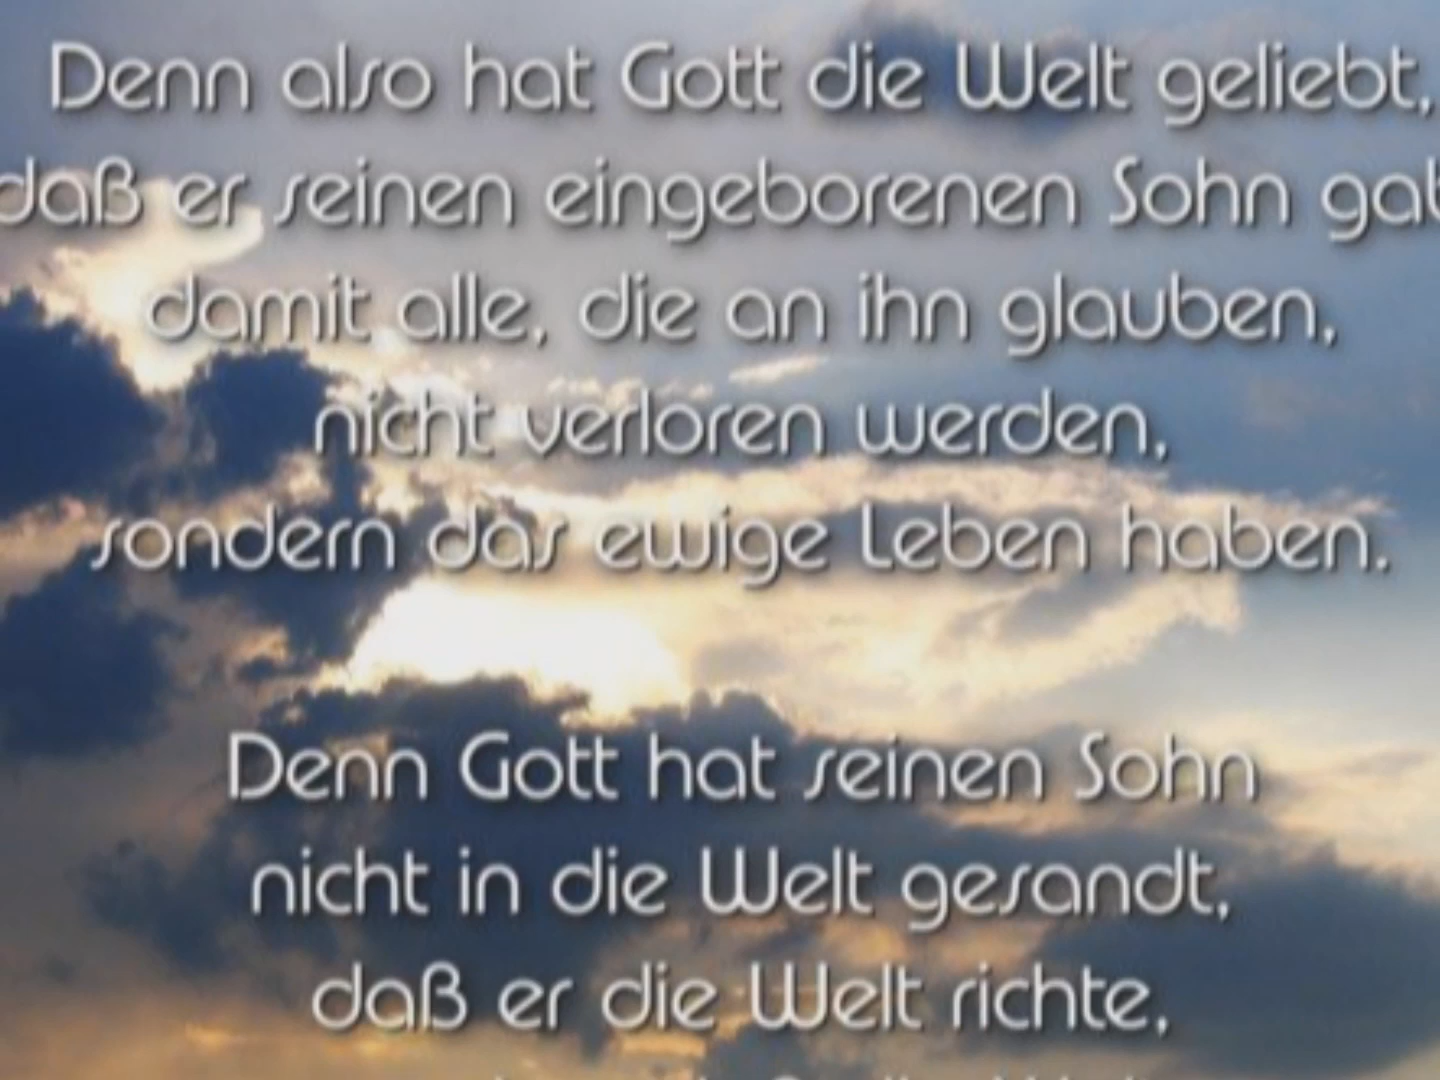 Denn also hat Gott die Welt geliebt,
daß er seinen eingeborenen Sohn gab
damit alle, die an ihn glauben,
nicht verloren werden,
sondern das ewige Leben haben.
Denn Gott hat seinen Sohn
nicht in die Welt gesandt,
daß er die Welt richte,